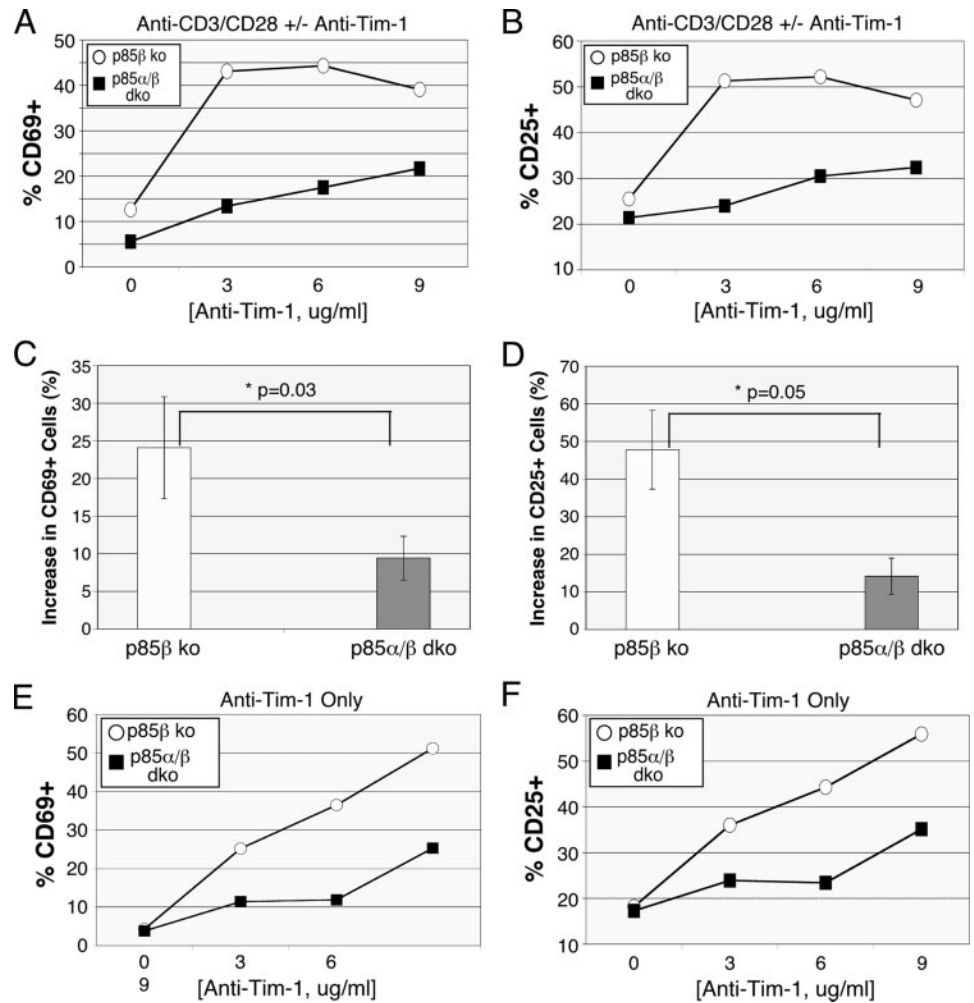 A
Anti-CD3/CD28 +/- Anti-Tim-1
50
45
40
35
30
20
10
0
% CD69+
p85β ko
p85α/β
dko
0 3 6 9
[Anti-Tim-1, ug/ml]
B
Anti-CD3/CD28 +/- Anti-Tim-1
60
50
40
30
20
10
% CD25+
p85β ko
p85α/β
dko
0 3 6 9
[Anti-Tim-1, ug/ml]
C
35
30
25
20
15
10
5
0
Increase in CD69+ Cells (%)
* p=0.03
p85β ko p85α/β dko
D
70
60
50
40
30
20
10
0
Increase in CD25+ Cells (%)
* p=0.05
p85β ko p85α/β dko
E
Anti-Tim-1 Only
60
50
40
30
20
10
0
% CD69+
p85β ko
p85α/β
dko
0 3 6
9
[Anti-Tim-1, ug/ml]
F
Anti-Tim-1 Only
60
50
40
30
20
10
% CD25+
p85β ko
p85α/β
dko
0 3 6 9
[Anti-Tim-1, ug/ml]